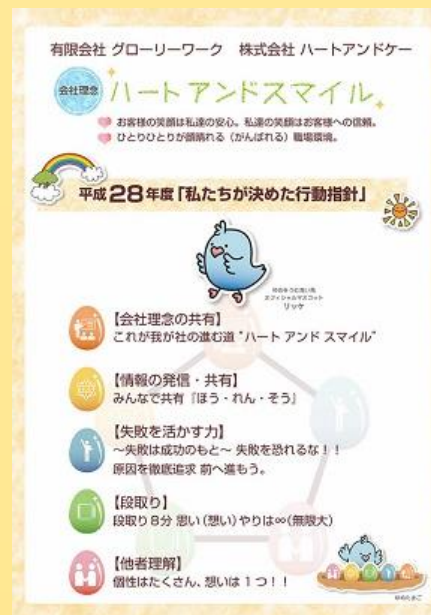 有限会社 グローリーワーク　株式会社 ハートアンドケー
会社理念
ハートアンドスマイル
お客様の笑顔は私達の安心。私達の笑顔はお客様への信頼。
ひとりひとりが顔晴れる（がんばれる）職場環境。
平成28年度「私たちが決めた行動指針」
オフィシャルマスコット
リッケ
【会社理念の共有】
これが我が社の進む道 “ハート アンド スマイル”
【情報の発信・共有】
みんなで共有『ほう・れん・そう』
【失敗を活かす力】
～失敗は成功のもと～ 失敗を恐れるな！！
原因を徹底追求 前へ進もう。
【段取り】
段取り8分 思い(想い)やりは∞(無限大)
【他者理解】
個性はたくさん、想いは１つ！！
ゆめたまご